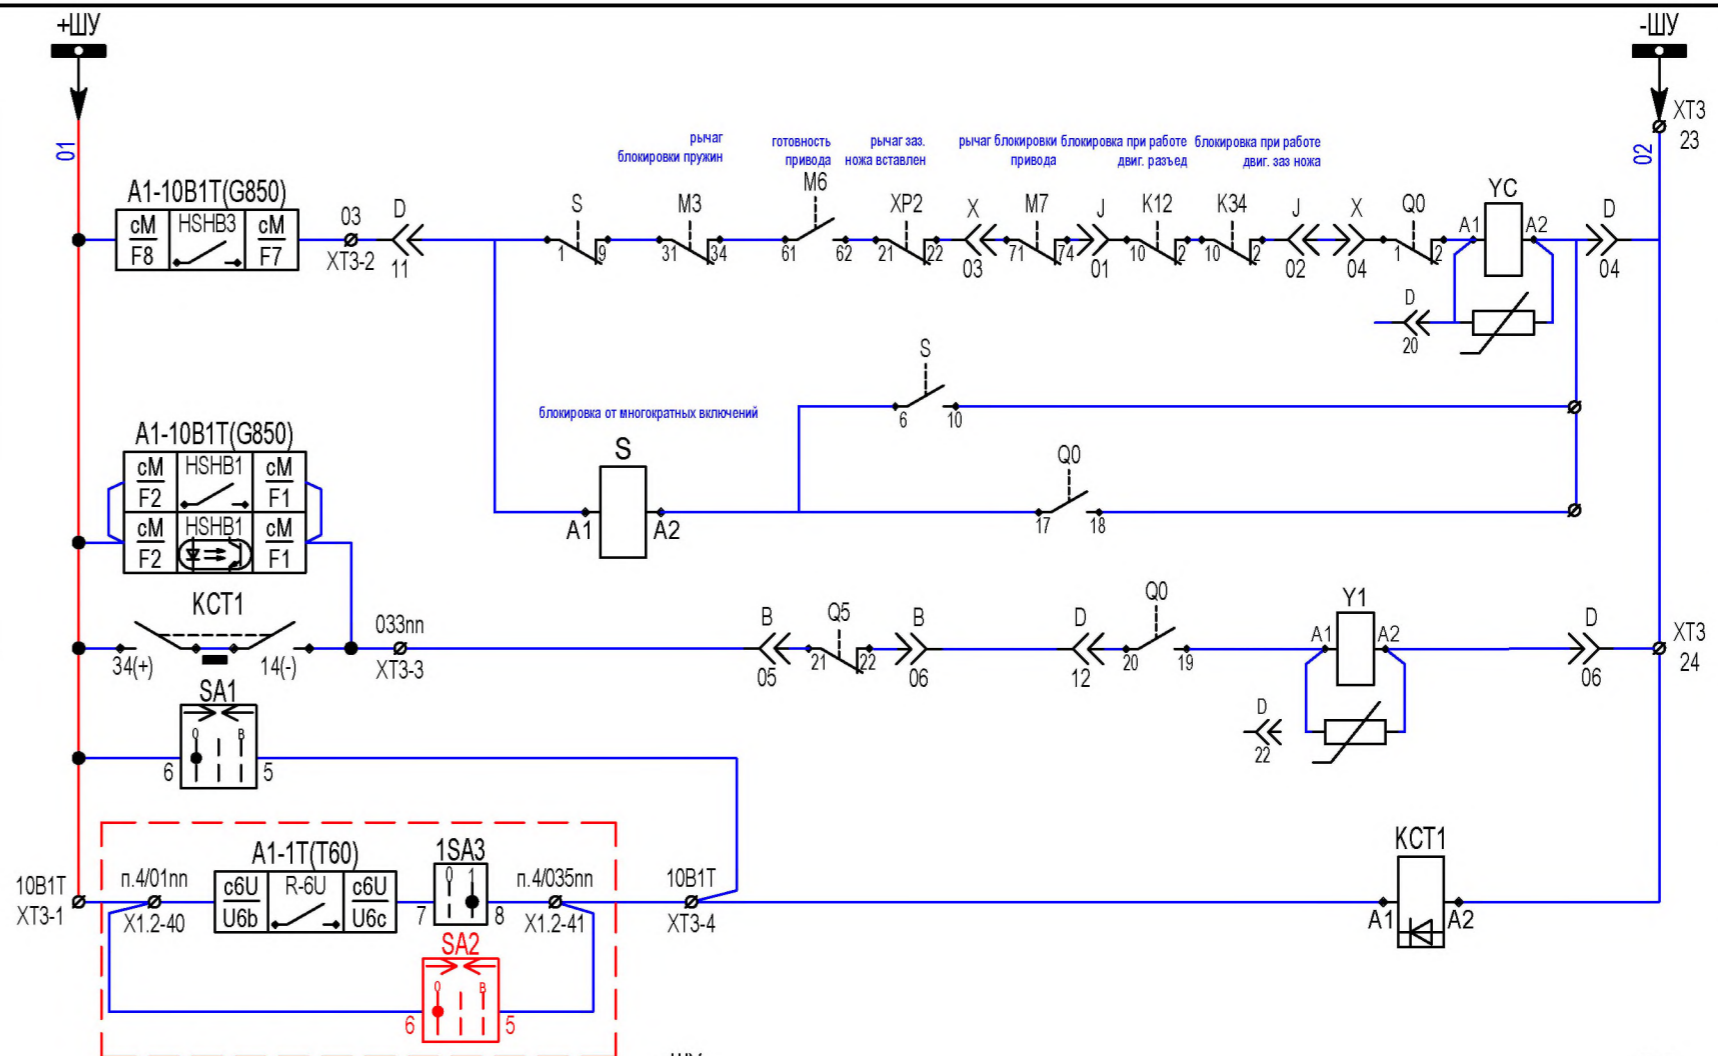 +ШУ
-ШУ
XT3
23
01
02
рычаг
блокировки пружин
готовность
привода
рычаг заз.
ножа вставлен
рычаг блокировки
привода
блокировка при работе
двиг. разъед
блокировка при работе
двиг. заз ножа
A1-10B1T(G850)
cM
F8
HSHB3
cM
F7
03
XT3-2
D
11
S
1
9
M3
31
34
M6
61
62
XP2
21
22
X
03
M7
71
74
J
01
K12
10
2
K34
10
2
J
02
X
04
Q0
1
2
YC
A1
A2
D
04
D
20
S
6
10
блокировка от многократных включений
S
A1
A2
Q0
17
18
A1-10B1T(G850)
cM
F2
HSHB1
cM
F1
cM
F2
HSHB1
cM
F1
KCT1
34(+)
14(-)
033пп
XT3-3
B
05
Q5
21
22
B
06
D
12
Q0
20
19
Y1
A1
A2
D
06
XT3
24
D
22
SA1
0
B
6
5
10B1T
XT3-1
п.4/01пп
X1.2-40
A1-1T(T60)
c6U
U6b
R-6U
c6U
U6c
1SA3
0
1
7
8
п.4/035пп
X1.2-41
10B1T
XT3-4
KCT1
A1
A2
SA2
0
B
6
5